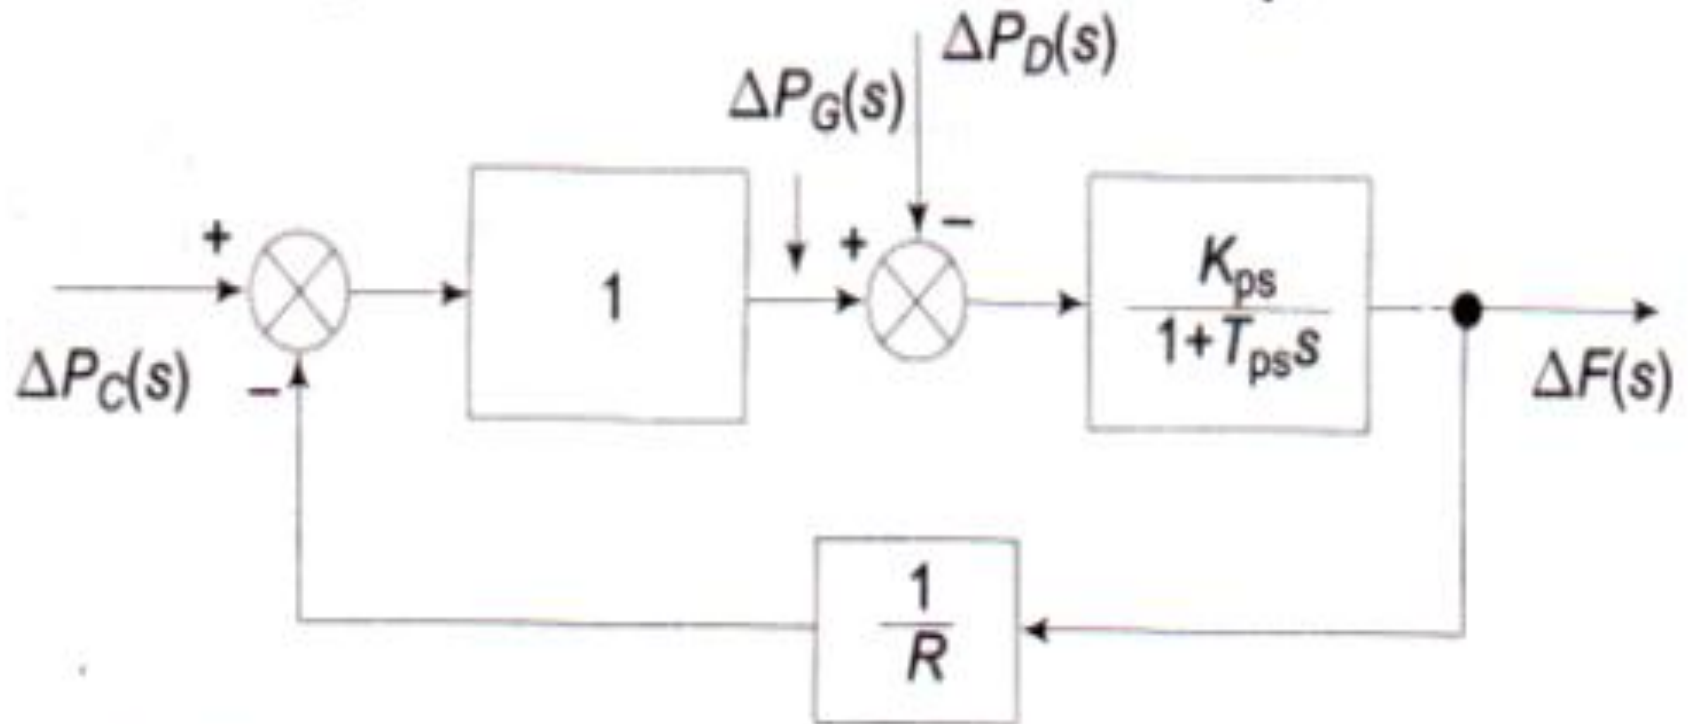 ΔP_D(s)
ΔP_G(s)
+
−
+
1
K_ps
1+T_ps s
ΔP_C(s)
−
ΔF(s)
1
R